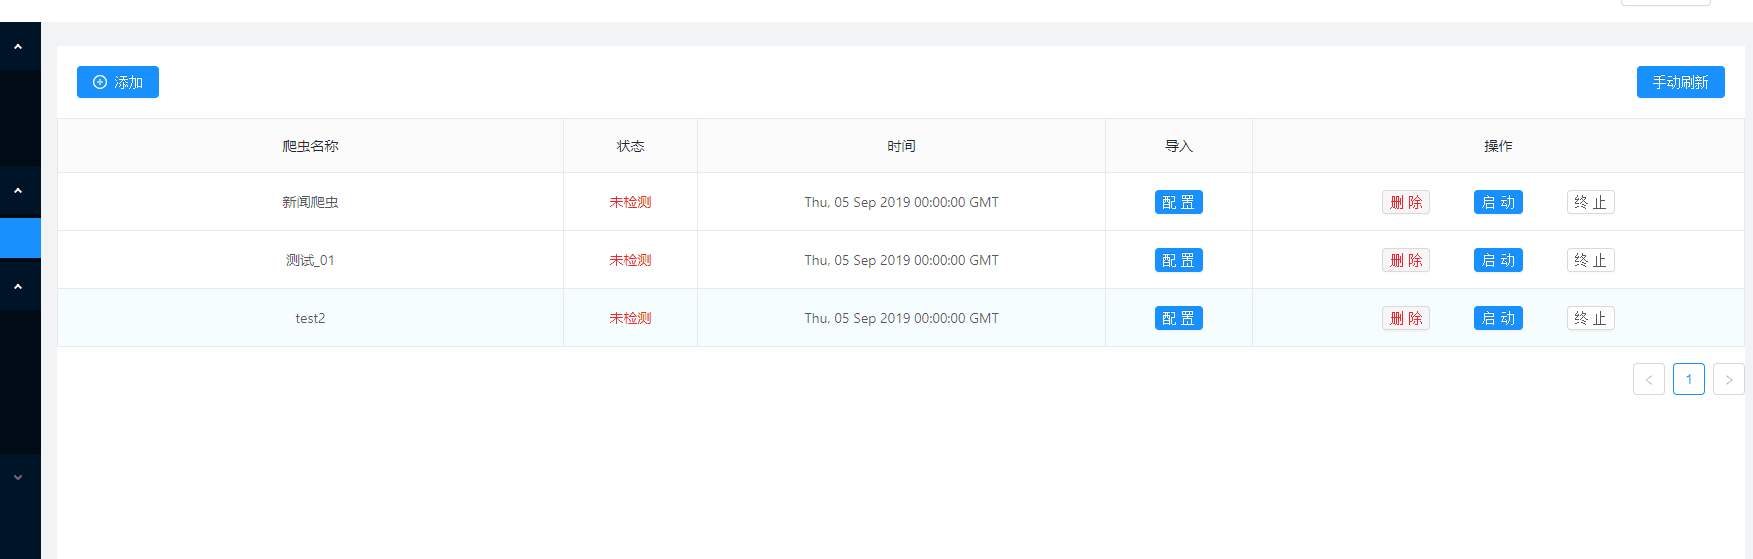 添加
手动刷新
爬虫名称 状态 时间 导入 操作
新闻爬虫 未检测 Thu, 05 Sep 2019 00:00:00 GMT 配 置 删 除 启 动 终 止
测试_01 未检测 Thu, 05 Sep 2019 00:00:00 GMT 配 置 删 除 启 动 终 止
test2 未检测 Thu, 05 Sep 2019 00:00:00 GMT 配 置 删 除 启 动 终 止
< 1 >